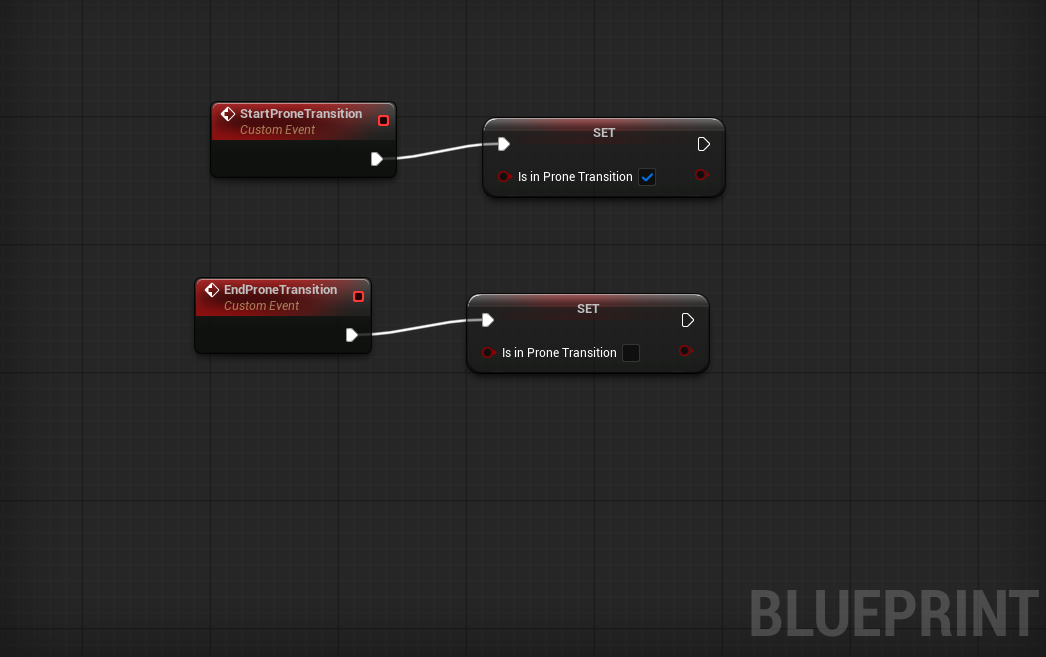 StartProneTransition
Custom Event
SET
Is in Prone Transition
EndProneTransition
Custom Event
SET
Is in Prone Transition
BLUEPRINT